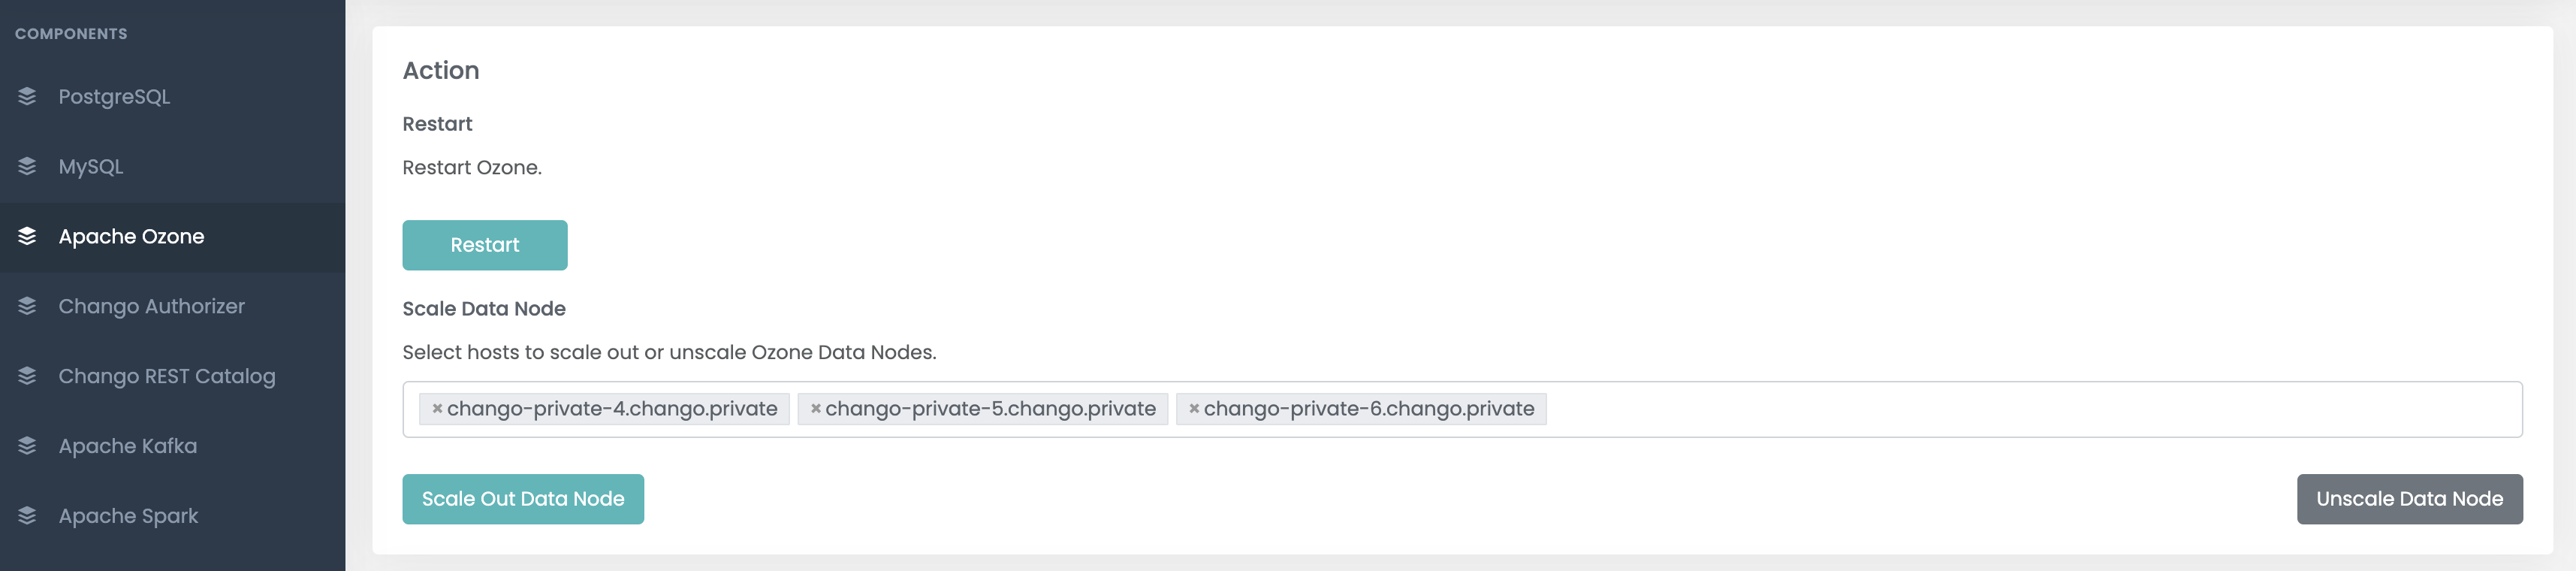 COMPONENTS
PostgreSQL
MySQL
Apache Ozone
Chango Authorizer
Chango REST Catalog
Apache Kafka
Apache Spark
Action
Restart
Restart Ozone.
Restart
Scale Data Node
Select hosts to scale out or unscale Ozone Data Nodes.
× chango-private-4.chango.private × chango-private-5.chango.private × chango-private-6.chango.private
Scale Out Data Node Unscale Data Node